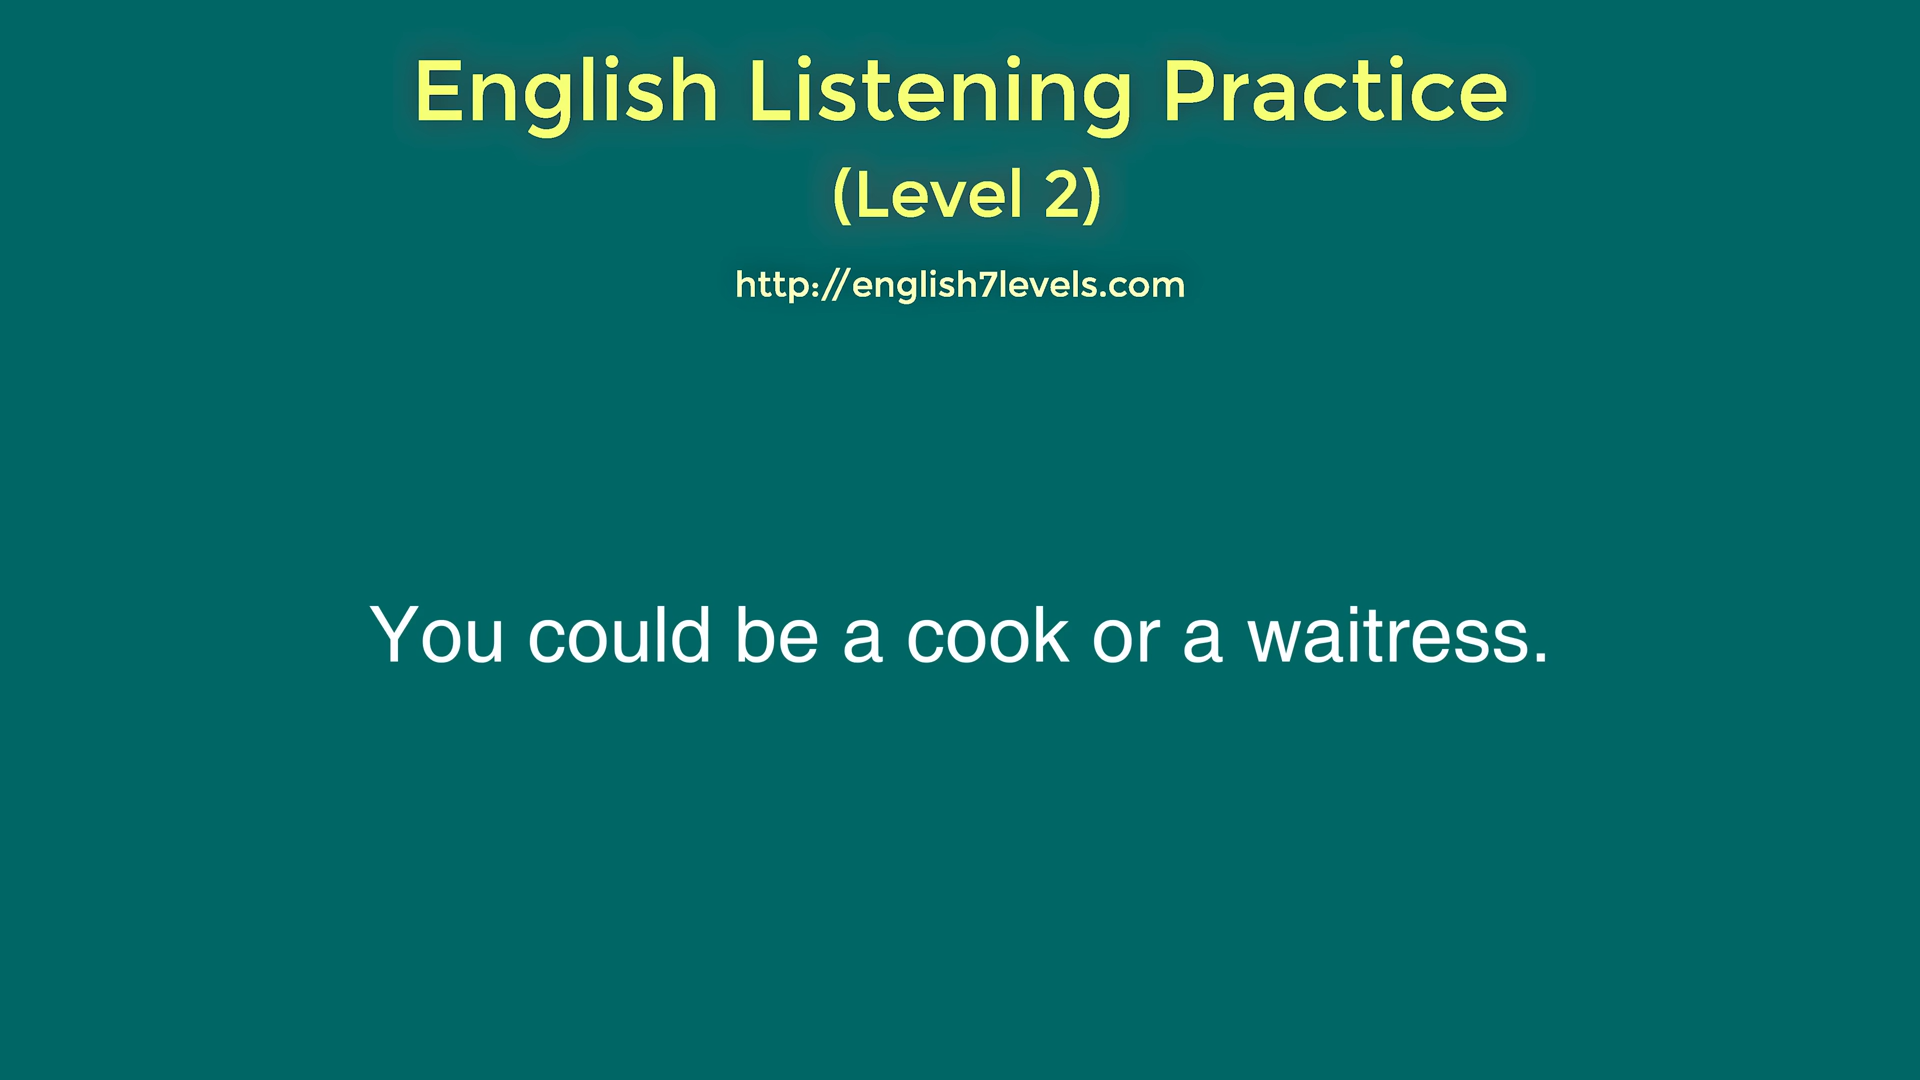 English Listening Practice
(Level 2)
http://english7levels.com
You could be a cook or a waitress.